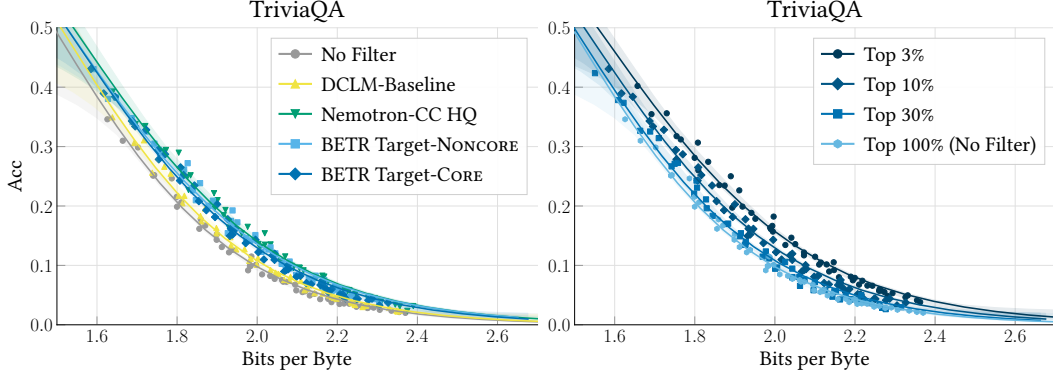 TriviaQA
Acc
0.5
0.4
0.3
0.2
0.1
0.0
No Filter
DCLM-Baseline
Nemotron-CC HQ
BETR Target-NONCORE
BETR Target-CORE
1.6 1.8 2.0 2.2 2.4 2.6
Bits per Byte
TriviaQA
0.5
0.4
0.3
0.2
0.1
0.0
Top 3%
Top 10%
Top 30%
Top 100% (No Filter)
1.6 1.8 2.0 2.2 2.4 2.6
Bits per Byte